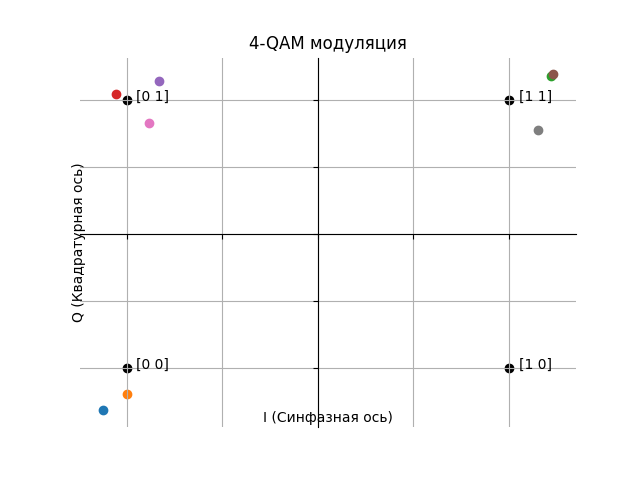 4-QAM модуляция
[0 1]
[1 1]
Q (Квадратурная ось)
[0 0]
[1 0]
I (Синфазная ось)